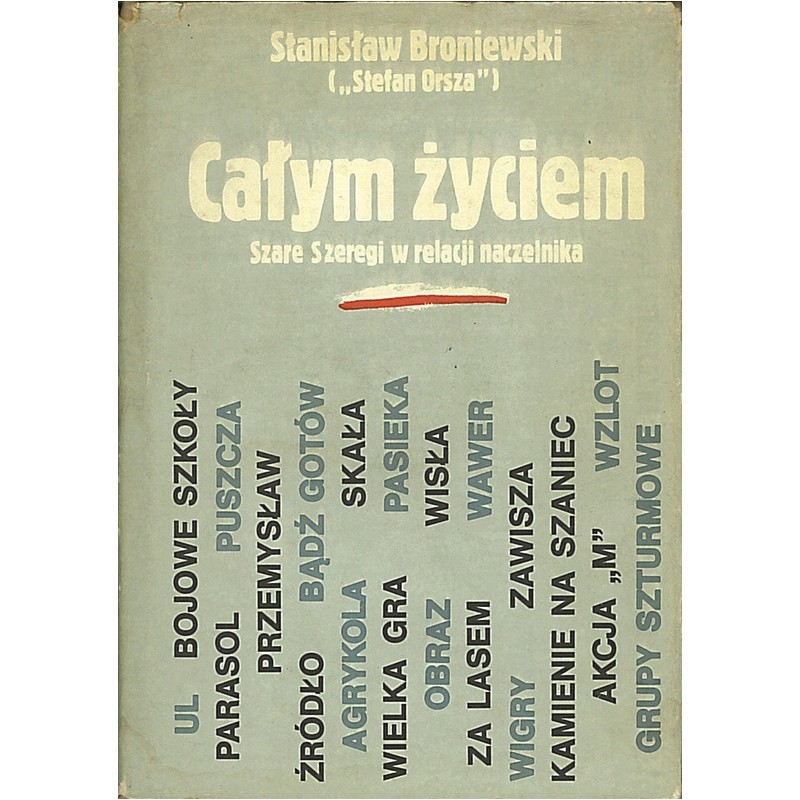 Stanisław Broniewski
(„Stefan Orsza")
Całym życiem
Szare Szeregi w relacji naczelnika
UL BOJOWE SZKOŁY
PARASOL PUSZCZA
PRZEMYSŁAW
ŹRÓDŁO BĄDŹ GOTÓW
AGRYKOLA SKAŁA
WIELKA GRA PASIEKA
OBRAZ WISŁA
ZA LASEM WAWER
WIGRY ZAWISZA
KAMIENIE NA SZANIEC
AKCJA „M" WZLOT
GRUPY SZTURMOWE